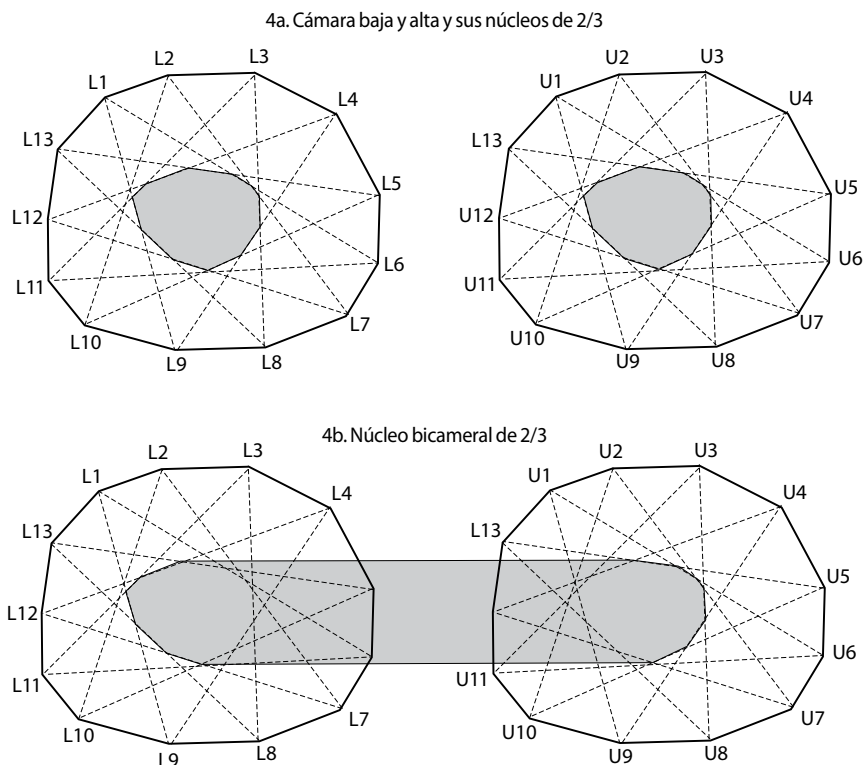 4a. Cámara baja y alta y sus núcleos de 2/3
L1 L2 L3 L4 L5 L6 L7 L8 L9 L10 L11 L12 L13
U1 U2 U3 U4 U5 U6 U7 U8 U9 U10 U11 U12 L13
4b. Núcleo bicameral de 2/3
L1 L2 L3 L4 L7 L8 L9 L10 L11 L12 L13
U1 U2 U3 U4 U5 U6 U7 U8 U9 U10 U11 L13